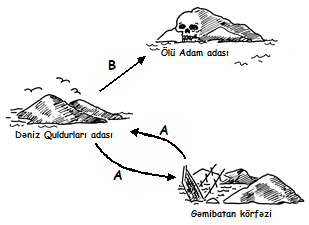 Ölü Adam adası
B
Dəniz Quldurları adası
A
A
Gəmibatan körfəzi